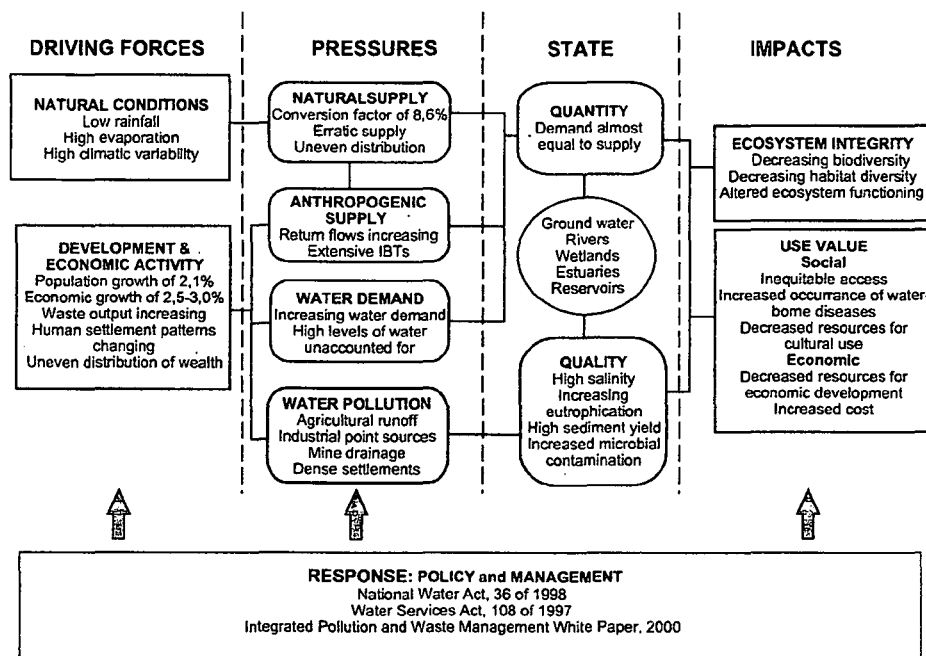 DRIVING FORCES
NATURAL CONDITIONS
Low rainfall
High evaporation
High climatic variability
DEVELOPMENT &
ECONOMIC ACTIVITY
Population growth of 2,1%
Economic growth of 2,5-3,0%
Waste output increasing
Human settlement patterns
changing
Uneven distribution of wealth
PRESSURES
NATURALSUPPLY
Conversion factor of 8,6%
Erratic supply
Uneven distribution
ANTHROPOGENIC
SUPPLY
Return flows increasing
Extensive IBTs
WATER DEMAND
Increasing water demand
High levels of water
unaccounted for
WATER POLLUTION
Agricultural runoff
Industrial point sources
Mine drainage
Dense settlements
STATE
QUANTITY
Demand almost
equal to supply
Ground water
Rivers
Wetlands
Estuaries
Reservoirs
QUALITY
High salinity
Increasing
eutrophication
High sediment yield
Increased microbial
contamination
IMPACTS
ECOSYSTEM INTEGRITY
Decreasing biodiversity
Decreasing habitat diversity
Altered ecosystem functioning
USE VALUE
Social
Inequitable access
Increased occurrance of water-
borne diseases
Decreased resources for
cultural use
Economic
Decreased resources for
economic development
Increased cost
RESPONSE: POLICY and MANAGEMENT
National Water Act, 36 of 1998
Water Services Act, 108 of 1997
Integrated Pollution and Waste Management White Paper, 2000